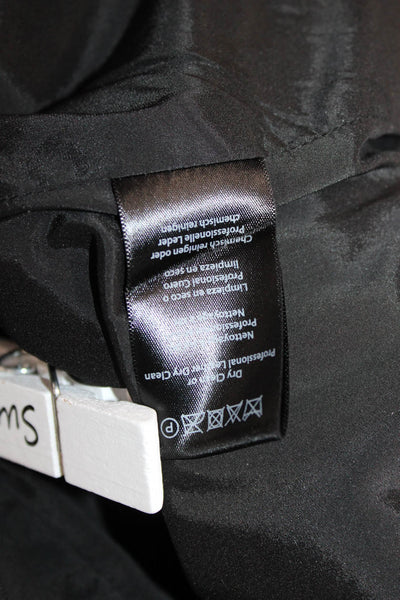 P
Dry Clean or
Professional Leather Dry Clean
Limpieza en seco o
Profesional Cuero
limpieza en seco
Chemisch reinigen oder
Professionelle Leder
chemisch reinigen